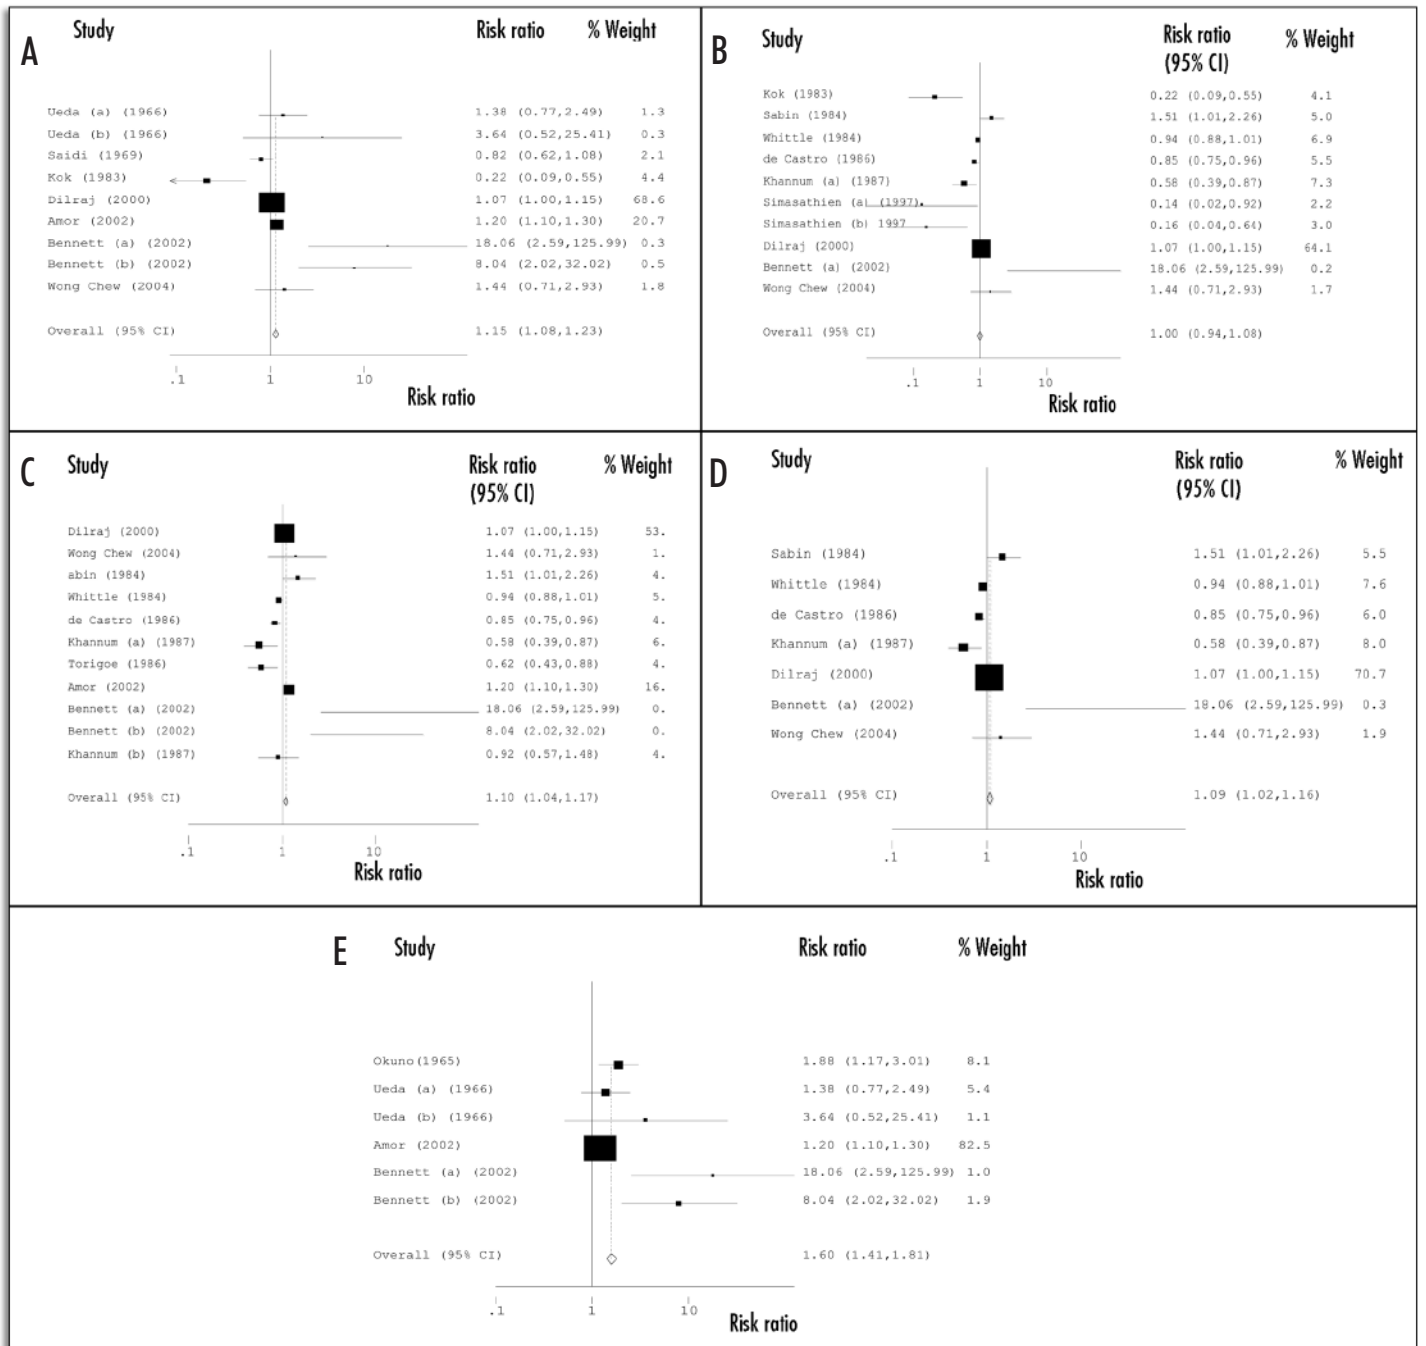 A
Study Risk ratio % Weight
Ueda (a) (1966) 1.38 (0.77,2.49) 1.3
Ueda (b) (1966) 3.64 (0.52,25.41) 0.3
Saidi (1969) 0.82 (0.62,1.08) 2.1
Kok (1983) 0.22 (0.09,0.55) 4.4
Dilraj (2000) 1.07 (1.00,1.15) 68.6
Amor (2002) 1.20 (1.10,1.30) 20.7
Bennett (a) (2002) 18.06 (2.59,125.99) 0.3
Bennett (b) (2002) 8.04 (2.02,32.02) 0.5
Wong Chew (2004) 1.44 (0.71,2.93) 1.8
Overall (95% CI) 1.15 (1.08,1.23)
.1 1 10
Risk ratio
B
Study Risk ratio % Weight
(95% CI)
Kok (1983) 0.22 (0.09,0.55) 4.1
Sabin (1984) 1.51 (1.01,2.26) 5.0
Whittle (1984) 0.94 (0.88,1.01) 6.9
de Castro (1986) 0.85 (0.75,0.96) 5.5
Khannum (a) (1987) 0.58 (0.39,0.87) 7.3
Simasathien (a) (1997) 0.14 (0.02,0.92) 2.2
Simasathien (b) 1997 0.16 (0.04,0.64) 3.0
Dilraj (2000) 1.07 (1.00,1.15) 64.1
Bennett (a) (2002) 18.06 (2.59,125.99) 0.2
Wong Chew (2004) 1.44 (0.71,2.93) 1.7
Overall (95% CI) 1.00 (0.94,1.08)
.1 1 10
Risk ratio
C
Study Risk ratio % Weight
(95% CI)
Dilraj (2000) 1.07 (1.00,1.15) 53.
Wong Chew (2004) 1.44 (0.71,2.93) 1.
abin (1984) 1.51 (1.01,2.26) 4.
Whittle (1984) 0.94 (0.88,1.01) 5.
de Castro (1986) 0.85 (0.75,0.96) 4.
Khannum (a) (1987) 0.58 (0.39,0.87) 6.
Torigoe (1986) 0.62 (0.43,0.88) 4.
Amor (2002) 1.20 (1.10,1.30) 16.
Bennett (a) (2002) 18.06 (2.59,125.99) 0.
Bennett (b) (2002) 8.04 (2.02,32.02) 0.
Khannum (b) (1987) 0.92 (0.57,1.48) 4.
Overall (95% CI) 1.10 (1.04,1.17)
.1 1 10
Risk ratio
D
Study Risk ratio % Weight
(95% CI)
Sabin (1984) 1.51 (1.01,2.26) 5.5
Whittle (1984) 0.94 (0.88,1.01) 7.6
de Castro (1986) 0.85 (0.75,0.96) 6.0
Khannum (a) (1987) 0.58 (0.39,0.87) 8.0
Dilraj (2000) 1.07 (1.00,1.15) 70.7
Bennett (a) (2002) 18.06 (2.59,125.99) 0.3
Wong Chew (2004) 1.44 (0.71,2.93) 1.9
Overall (95% CI) 1.09 (1.02,1.16)
.1 1 10
Risk ratio
E
Study Risk ratio % Weight
Okuno(1965) 1.88 (1.17,3.01) 8.1
Ueda (a) (1966) 1.38 (0.77,2.49) 5.4
Ueda (b) (1966) 3.64 (0.52,25.41) 1.1
Amor (2002) 1.20 (1.10,1.30) 82.5
Bennett (a) (2002) 18.06 (2.59,125.99) 1.0
Bennett (b) (2002) 8.04 (2.02,32.02) 1.9
Overall (95% CI) 1.60 (1.41,1.81)
.1 1 10
Risk ratio